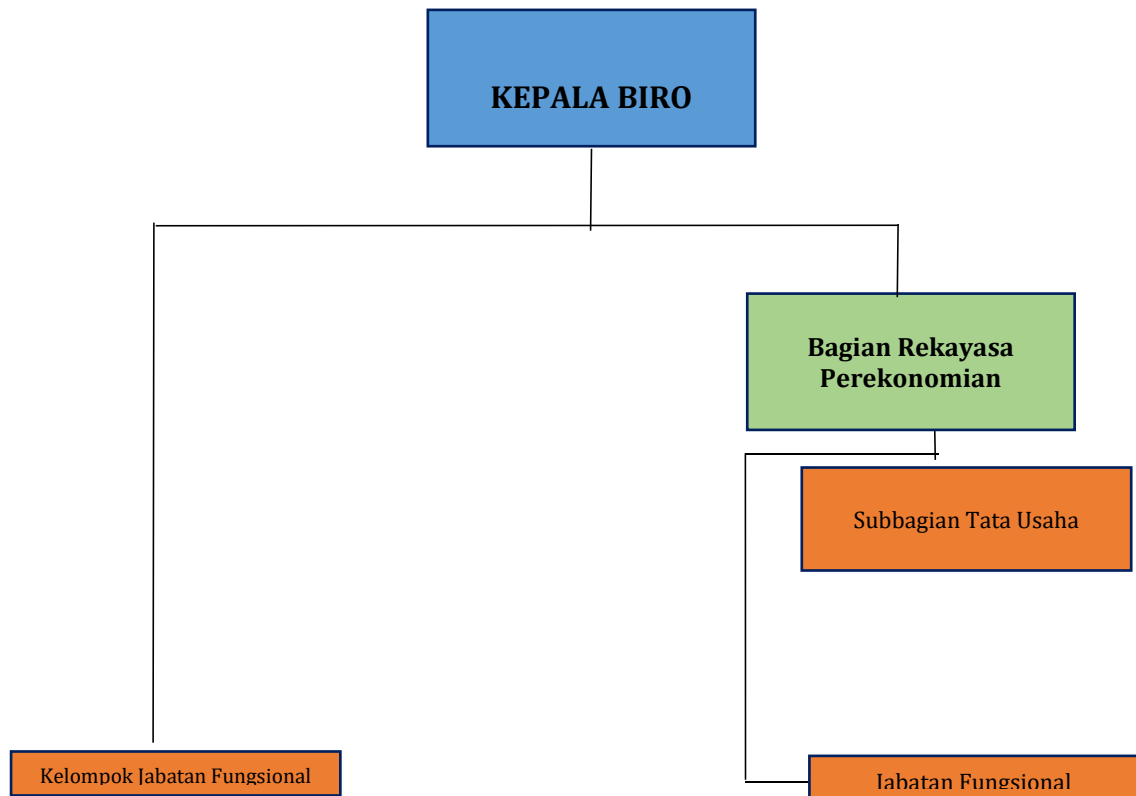 KEPALA BIRO
Bagian Rekayasa
Perekonomian
Subbagian Tata Usaha
Kelompok Jabatan Fungsional
Jabatan Fungsional